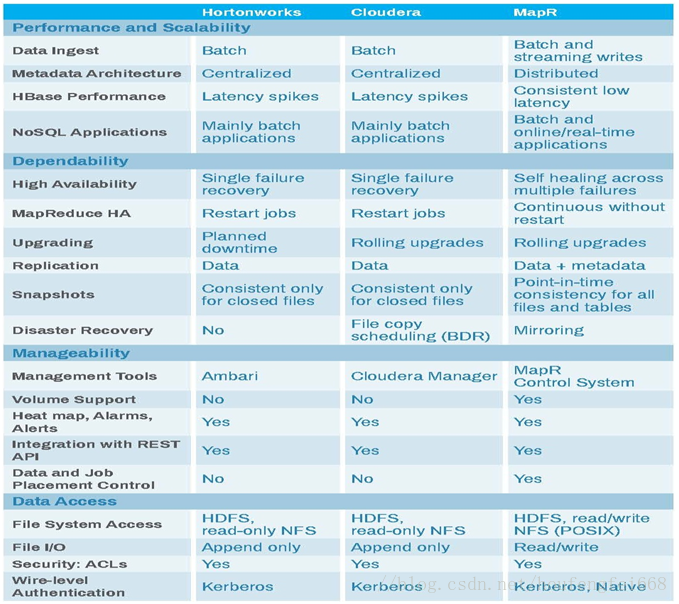 Hortonworks Cloudera MapR
Performance and Scalability
Data Ingest Batch Batch Batch and
streaming writes
Metadata Architecture Centralized Centralized Distributed
HBase Performance Latency spikes Latency spikes Consistent low
latency
NoSQL Applications Mainly batch
applications Mainly batch
applications Batch and
online/real-time
applications
Dependability
High Availability Single failure
recovery Single failure
recovery Self healing across
multiple failures
MapReduce HA Restart jobs Restart jobs Continuous without
restart
Upgrading Planned
downtime Rolling upgrades Rolling upgrades
Replication Data Data Data + metadata
Snapshots Consistent only
for closed files Consistent only
for closed files Point-in-time
consistency for all
files and tables
Disaster Recovery No File copy
scheduling (BDR) Mirroring
Manageability
Management Tools Ambari Cloudera Manager MapR
Control System
Volume Support No No Yes
Heat map, Alarms,
Alerts Yes Yes Yes
Integration with REST
API Yes Yes Yes
Data and Job
Placement Control No No Yes
Data Access
File System Access HDFS,
read-only NFS HDFS,
read-only NFS HDFS, read/write
NFS (POSIX)
File I/O Append only Append only Read/write
Security: ACLs Yes Yes Yes
Wire-level
Authentication Kerberos Kerberos Kerberos, Native